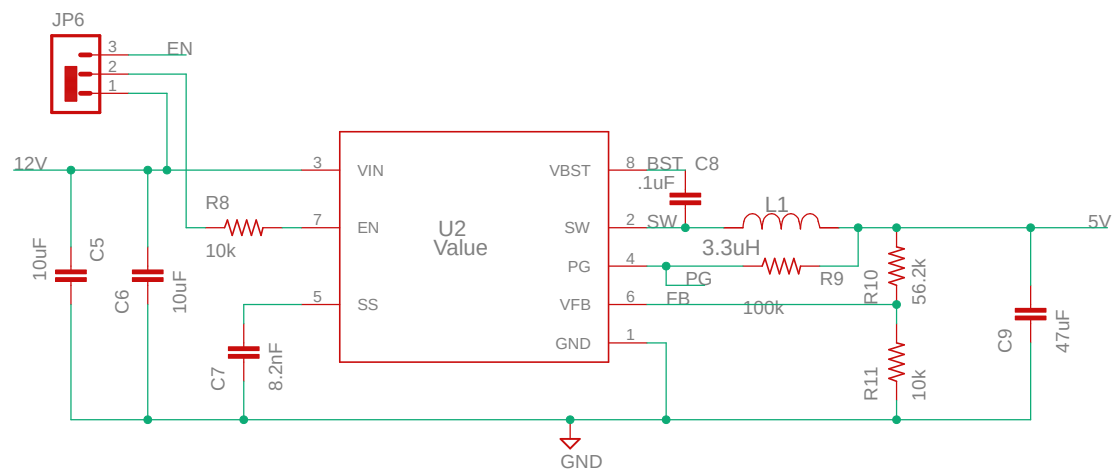 JP6
3
EN
2
1
12V
3
VIN
VBST
8
BST
C8
.1uF
R8
10k
7
EN
U2
Value
SW
2
SW
L1
3.3uH
5V
10uF
C5
C6
10uF
PG
4
PG
R9
100k
R10
56.2k
5
SS
VFB
6
FB
C7
8.2nF
GND
1
R11
10k
C9
47uF
GND